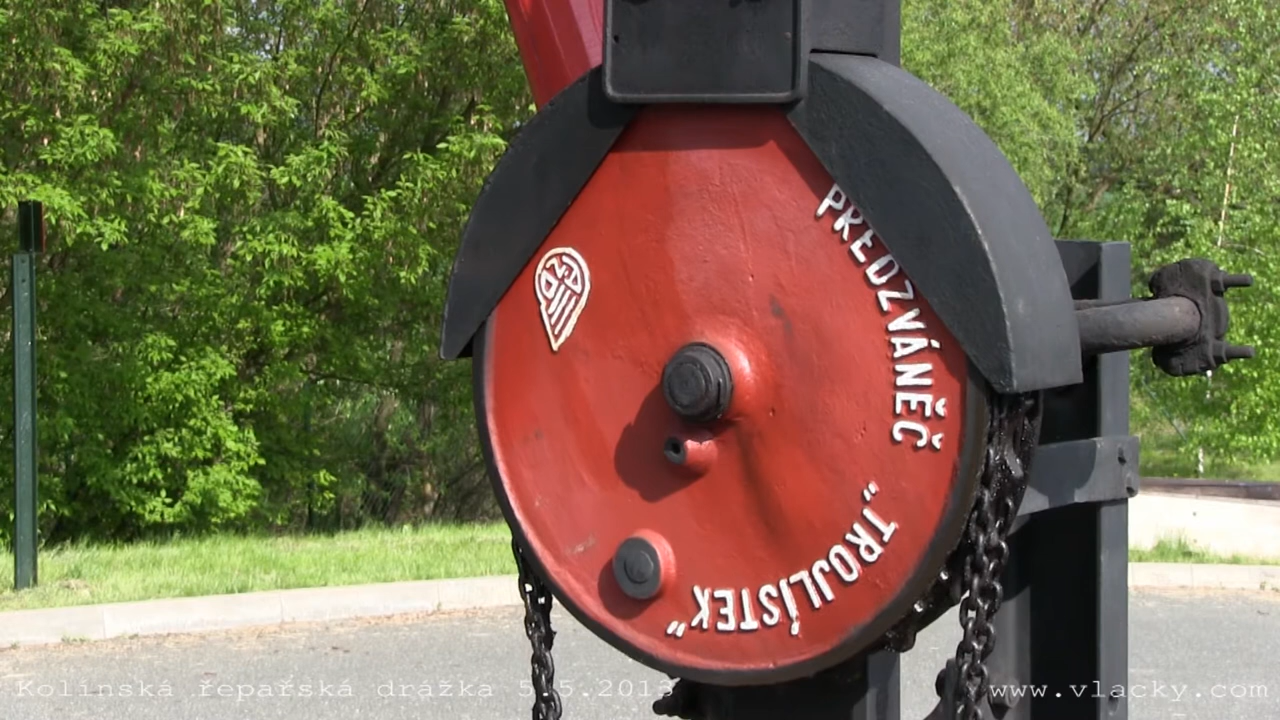 PŘEDZVÁNĚČ
„TROJLÍSTEK"
Kolínská řepařská drážka 5.5.2013
www.vlacky.com